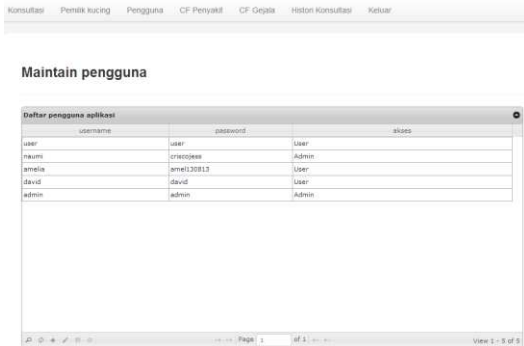 Konsultasi Pemilik kucing Pengguna CF Penyakit CF Gejala Histori Konsultasi Keluar
Maintain pengguna
Daftar pengguna aplikasi
username password akses
user user User
naumi criscojess Admin
amelia amel130813 User
david david User
admin admin Admin
Page 1 of 1 View 1 - 5 of 5